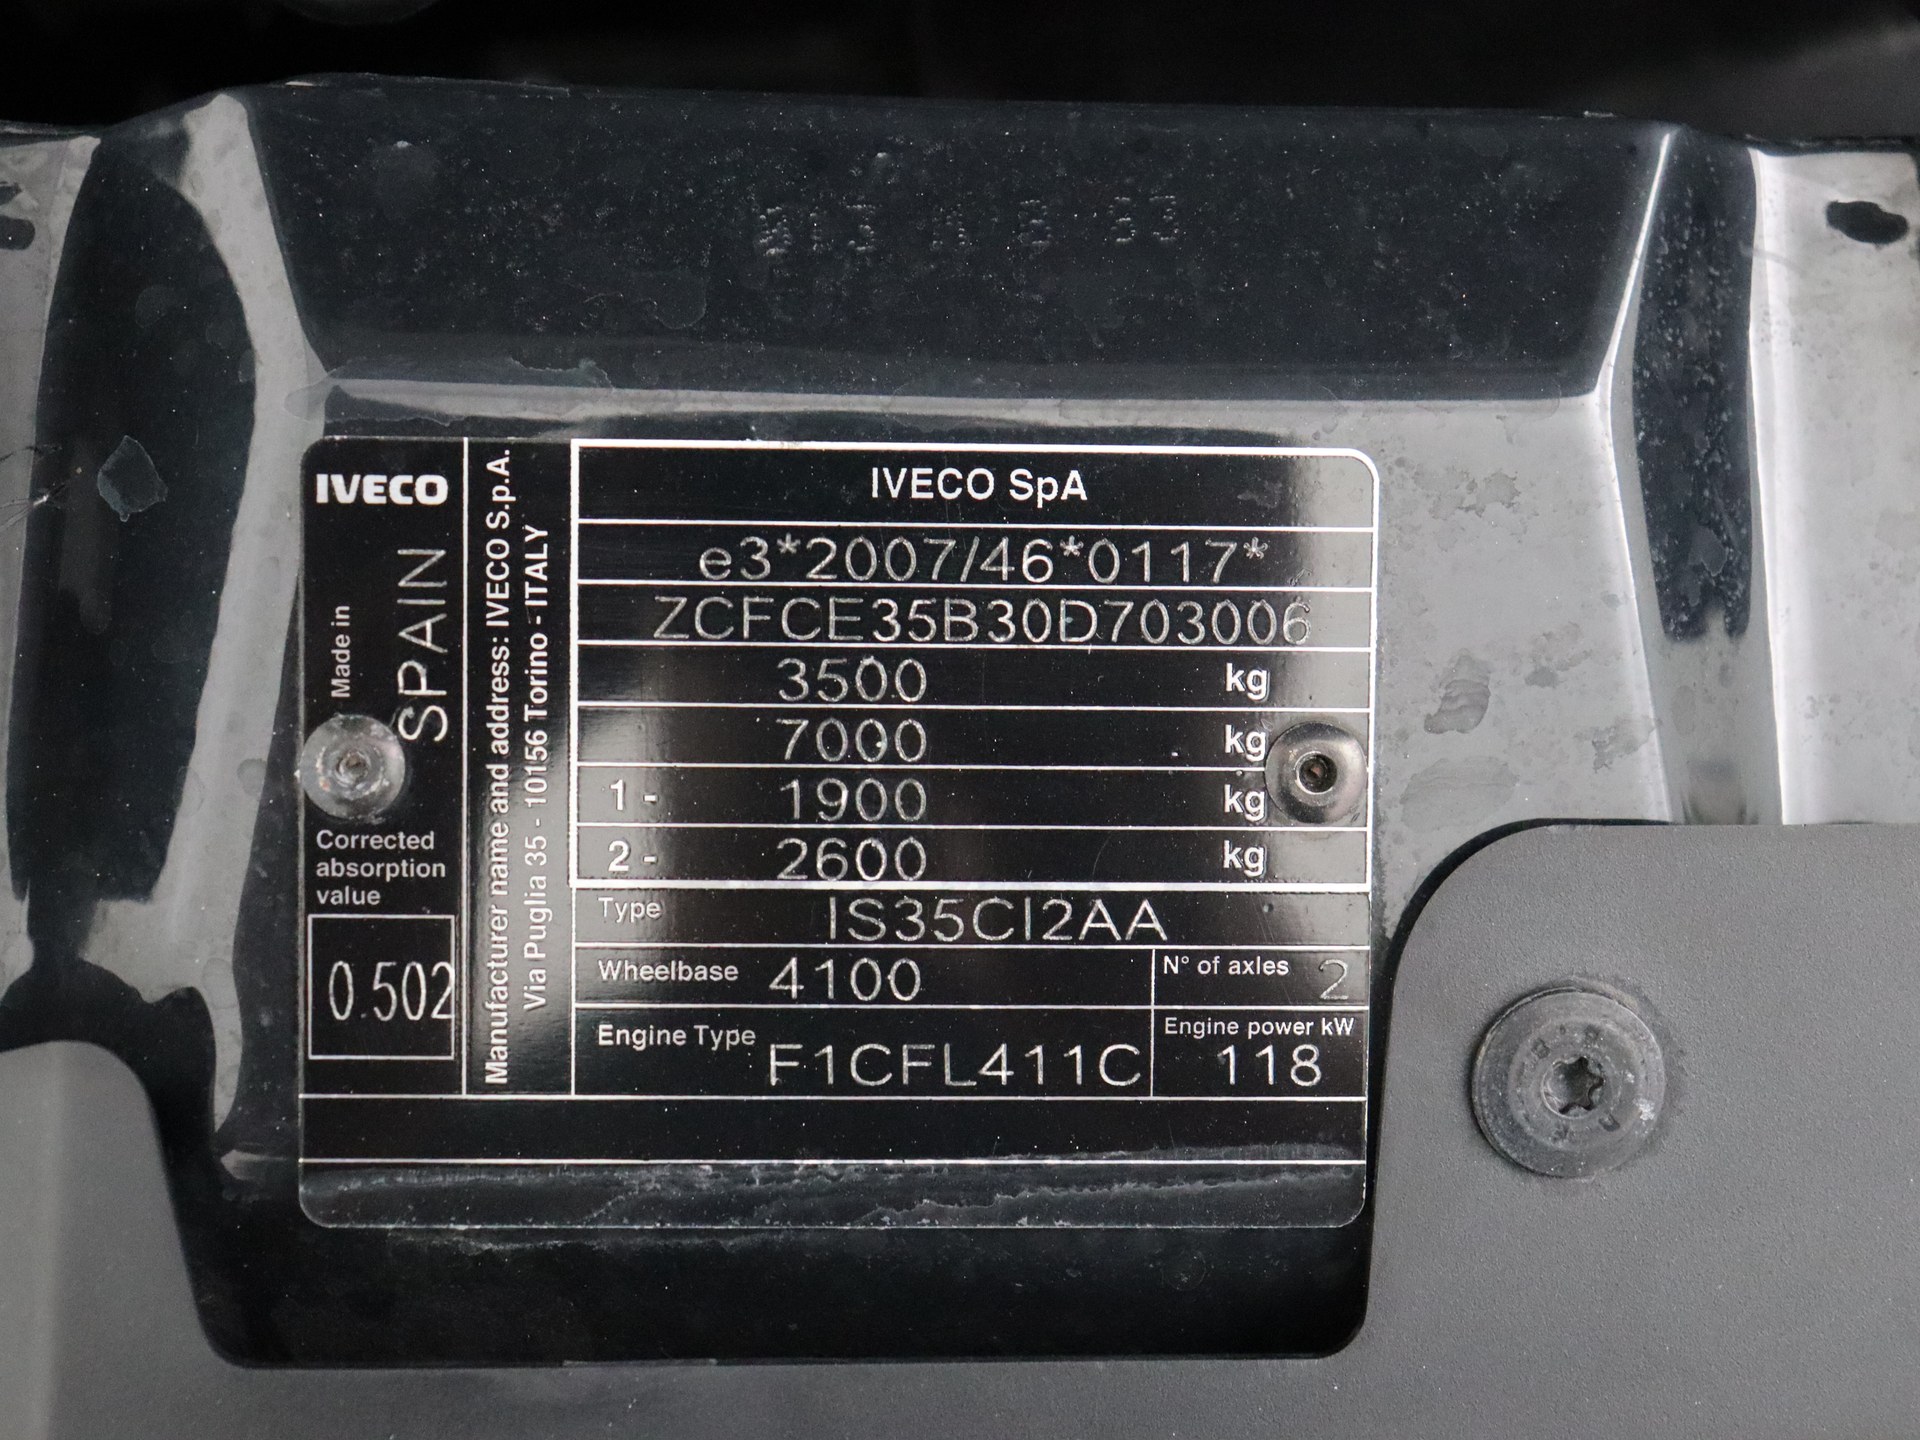 IVECO
Made in
SPAIN
Corrected
absorption
value
0.502
Manufacturer name and address: IVECO S.p.A.
Via Puglia 35 - 10156 Torino - ITALY
IVECO SpA
e3*2007/46*0117*
ZCFCE35B30D703006
3500 kg
7000 kg
1 - 1900 kg
2 - 2600 kg
Type IS35CI2AA
Wheelbase 4100 N° of axles 2
Engine Type F1CFL411C Engine power kW 118